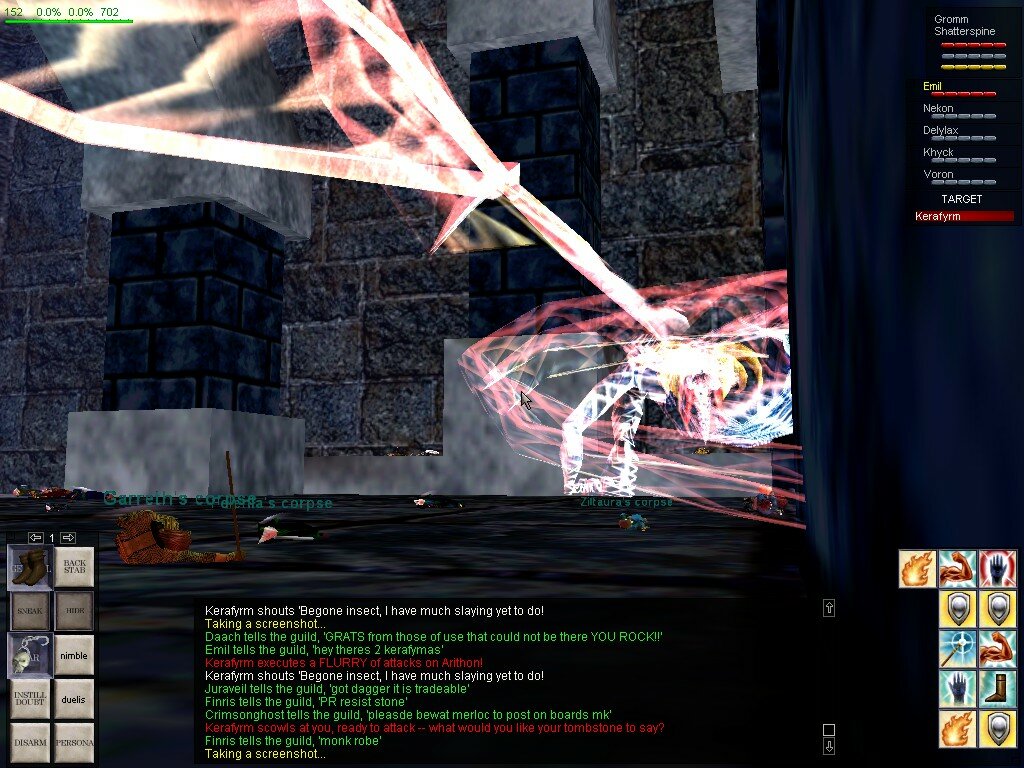 152 0.0% 0.0% 702
Gromm
Shatterspine
Emil
Nekon
Delylax
Khyck
Voron
TARGET
Kerafyrm
Garreth's corpse
corpse
Ziltaura's corpse
1
BACK
STAB
SNEAK
HIDE
nimble
INSTILL
DOUBT
duelis
DISARM
PERSONA
Kerafyrm shouts 'Begone insect, I have much slaying yet to do!
Taking a screenshot...
Daach tells the guild, 'GRATS from those of use that could not be there YOU ROCK!!'
Emil tells the guild, 'hey theres 2 kerafymas'
Kerafyrm executes a FLURRY of attacks on Arithon!
Kerafyrm shouts 'Begone insect, I have much slaying yet to do!
Juraveil tells the guild, 'got dagger it is tradeable'
Finris tells the guild, 'PR resist stone'
Crimsonghost tells the guild, 'pleasde bewat merloc to post on boards mk'
Kerafyrm scowls at you, ready to attack -- what would you like your tombstone to say?
Finris tells the guild, 'monk robe'
Taking a screenshot...